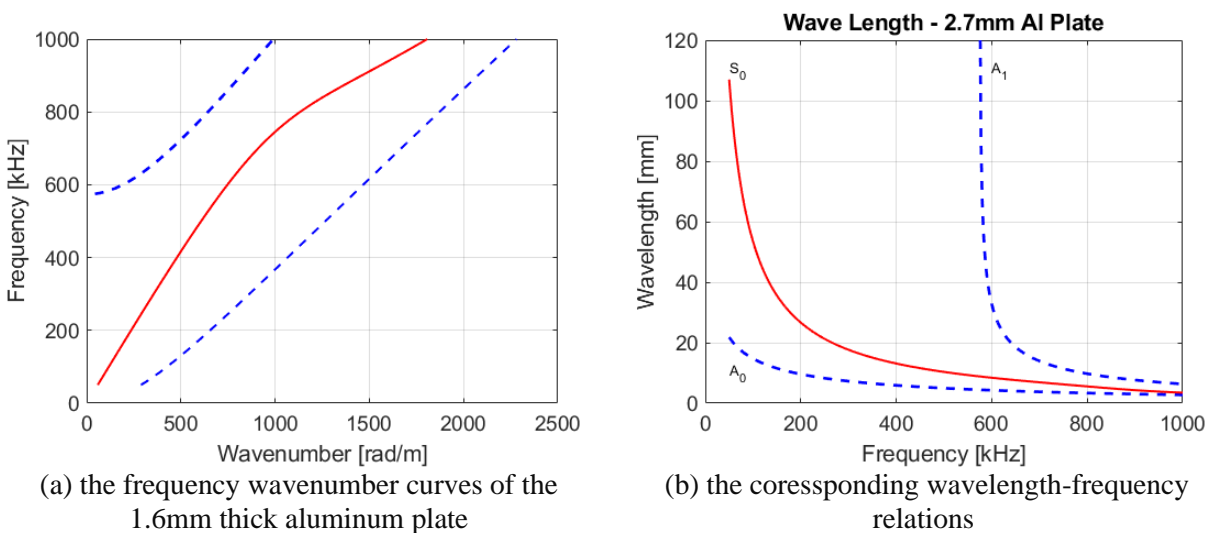 1000
800
600
400
200
0
0
500
1000
1500
2000
2500
Frequency [kHz]
Wavenumber [rad/m]
(a) the frequency wavenumber curves of the
1.6mm thick aluminum plate
Wave Length - 2.7mm Al Plate
120
100
80
60
40
20
0
0
200
400
600
800
1000
S0
A1
A0
Wavelength [mm]
Frequency [kHz]
(b) the coressponding wavelength-frequency
relations